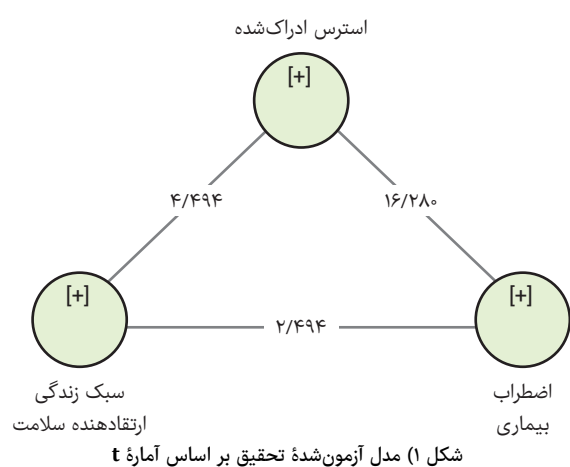 استرس ادراک‌شده
[+]
۴/۴۹۴
۱۶/۲۸۰
[+]
[+]
۲/۴۹۴
سبک زندگی
ارتقادهنده سلامت
اضطراب
بیماری
شکل ۱) مدل آزمون‌شدهٔ تحقیق بر اساس آمارهٔ t